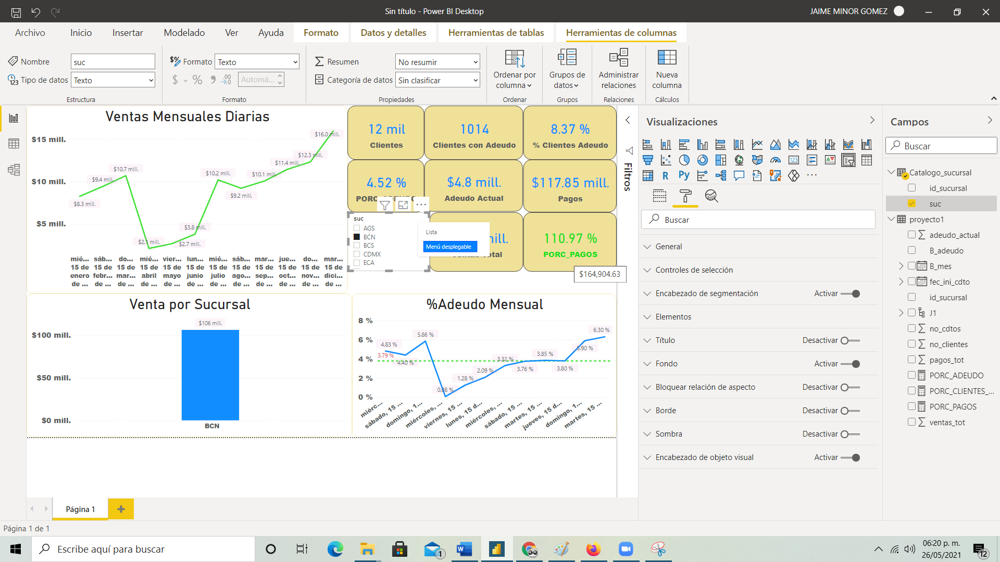 Sin título - Power BI Desktop
JAIME MINOR GOMEZ
Archivo
Inicio
Insertar
Modelado
Ver
Ayuda
Formato
Datos y detalles
Herramientas de tablas
Herramientas de columnas
Nombre
suc
Tipo de datos
Texto
Estructura
Formato
Texto
$
%
Automá...
Formato
Resumen
No resumir
Categoría de datos
Sin clasificar
Propiedades
Ordenar por
columna
Ordenar
Grupos de
datos
Grupos
Administrar
relaciones
Relaciones
Nueva
columna
Cálculos
Ventas Mensuales Diarias
$15 mill.
$10 mill.
$5 mill.
$8.3 mill.
$9.4 mill.
$10.7 mill.
$2.1 mill.
$2.7 mill.
$3.8 mill.
$10.2 mill.
$9.2 mill.
$10.1 mill.
$11.4 mill.
$12.3 mill.
$16.0 mill.
mié... sáb... do... mié... vier... lun... mié... sáb... mar... jue... do... mar...
15 de 15 de 15 de 15 de 15 de 15 de 15 de 15 de 15 de 15 de 15 de 15 de
enero febr... mar... abril mayo junio julio ago... sep... oct... nov... dici...
de ... de ... de ... de ... de ... de ... de ... de ... de ... de ... de ... de ...
12 mil
Clientes
1014
Clientes con Adeudo
8.37 %
% Clientes Adeudo
4.52 %
$4.8 mill.
Adeudo Actual
$117.85 mill.
Pagos
suc
AGS
BCN
BCS
CDMX
ECA
Lista
Menú desplegable
110.97 %
PORC_PAGOS
$164,904.63
Venta por Sucursal
$100 mill.
$50 mill.
$0 mill.
$106 mill.
BCN
%Adeudo Mensual
8 %
6 %
4 %
2 %
0 %
4.83 %
3.79 %
4.40 %
5.86 %
0.08 %
1.28 %
2.09 %
3.32 %
3.76 %
3.85 %
3.80 %
5.90 %
6.30 %
miérc...
sábado, 15 ...
domingo, 1...
miércoles, ...
viernes, 15 ...
lunes, 15 d...
miércoles, ...
sábado, 15 ...
martes, 15 ...
jueves, 15 d...
domingo, 1...
martes, 15 ...
Filtros
Visualizaciones
R
Py
123
...
Buscar
General
Controles de selección
Encabezado de segmentación Activar
Elementos
Título Desactivar
Fondo Activar
Bloquear relación de aspecto Desactivar
Borde Desactivar
Sombra Desactivar
Encabezado de objeto visual Activar
Campos
Buscar
Catalogo_sucursal
id_sucursal
suc
proyecto1
adeudo_actual
B_adeudo
B_mes
fec_ini_cdto
id_sucursal
J1
no_cdtos
no_clientes
pagos_tot
PORC_ADEUDO
PORC_CLIENTES_...
PORC_PAGOS
ventas_tot
Página 1
+
Página 1 de 1
Escribe aquí para buscar
1
06:20 p. m.
26/05/2021
12